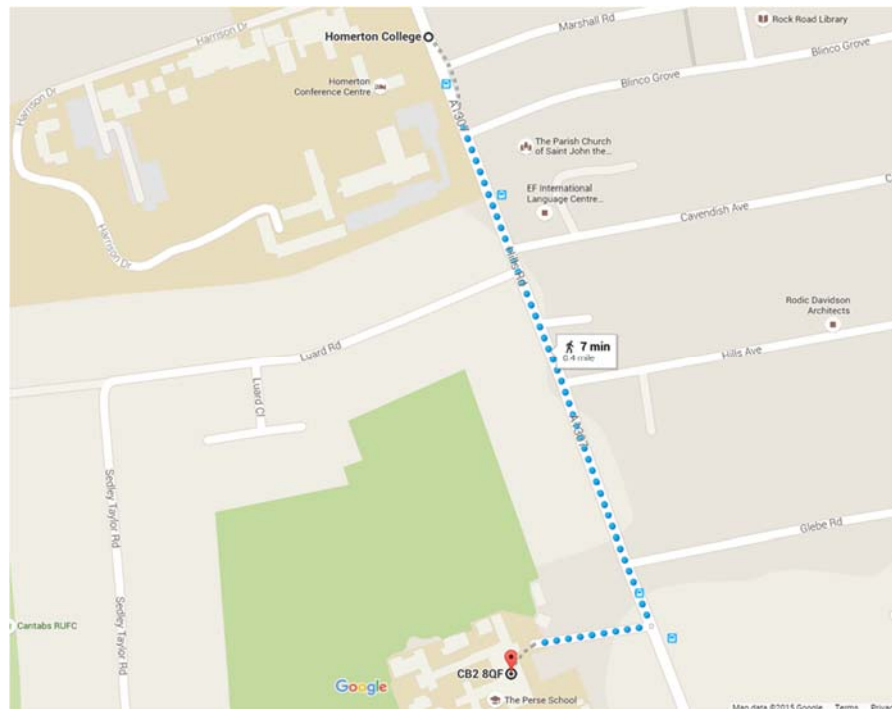 Marshall Rd
Rock Road Library
Homerton College
Harrison Dr
Blinco Grove
Blinco Grove
Homerton
Conference Centre
Harrison Dr
A1307
The Parish Church
of Saint John the...
EF International
Language Centre...
Cavendish Ave
Harrison Dr
Hills Rd
Rodic Davidson
Architects
7 min
0.4 mile
Luard Rd
Hills Ave
Luard Cl
A1307
Sedley Taylor Rd
Glebe Rd
Sedley Taylor Rd
Cantabs RUFC
CB2 8QF
Google
The Perse School
Map data ©2015 Google Terms